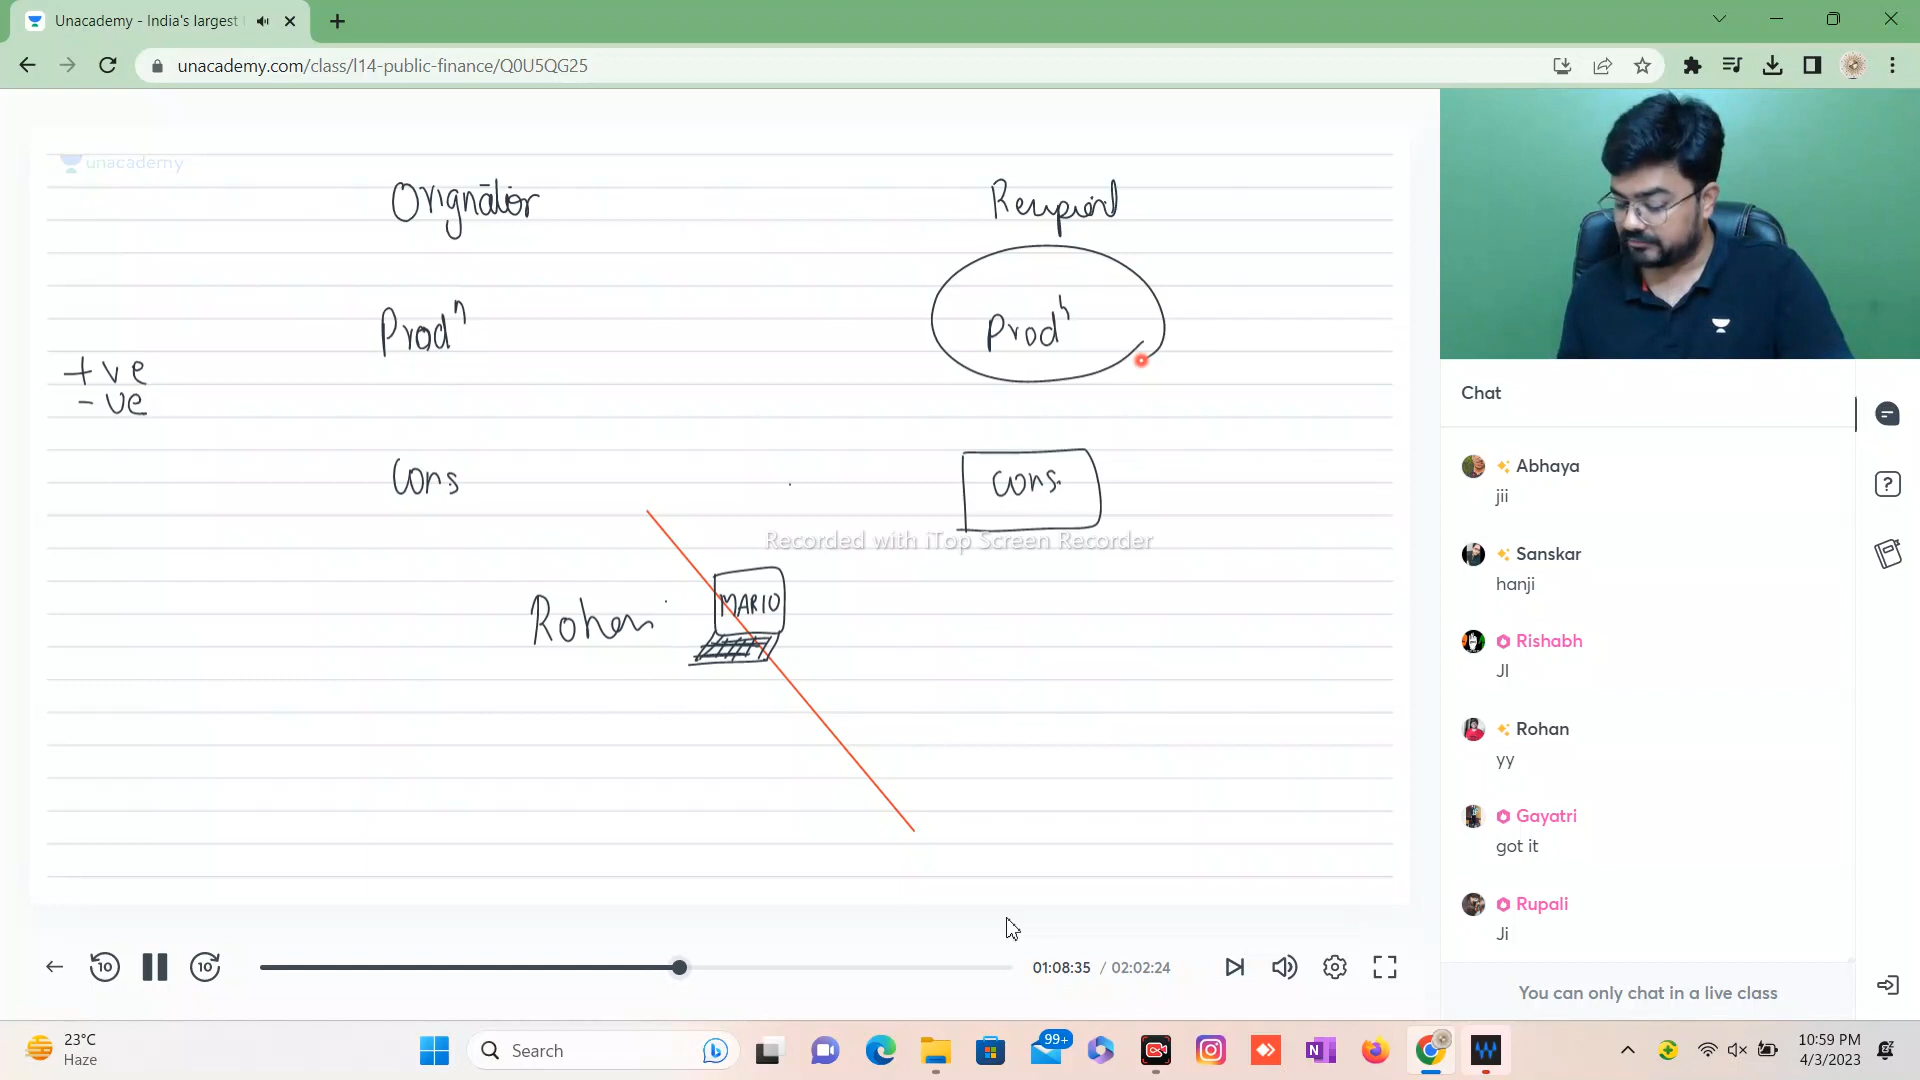 Unacademy - India's largest
unacademy.com/class/l14-public-finance/Q0U5QG25
unacademy
Orignātior
Recipient
Prodⁿ
Prodⁿ
+ve
-ve
Cons
Cons.
Recorded with iTop Screen Recorder
Rohan
MARIO
10
10
01:08:35 / 02:02:24
Chat
Abhaya
jii
Sanskar
hanji
Rishabh
JI
Rohan
yy
Gayatri
got it
Rupali
Ji
You can only chat in a live class
23°C
Haze
Search
99+
10:59 PM
4/3/2023